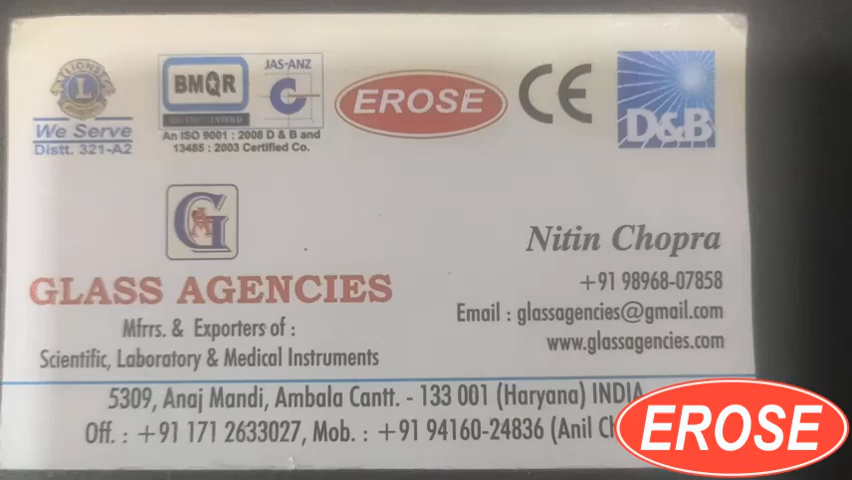 LIONS
L
We Serve
Distt. 321-A2
BMQR
JAS-ANZ
An ISO 9001 : 2008 D & B and
13485 : 2003 Certified Co.
EROSE
CE
D&B
G
GLASS AGENCIES
Mfrrs. & Exporters of :
Scientific, Laboratory & Medical Instruments
Nitin Chopra
+91 98968-07858
Email : glassagencies@gmail.com
www.glassagencies.com
5309, Anaj Mandi, Ambala Cantt. - 133 001 (Haryana) INDIA
Off. : +91 171 2633027, Mob. : +91 94160-24836 (Anil
EROSE